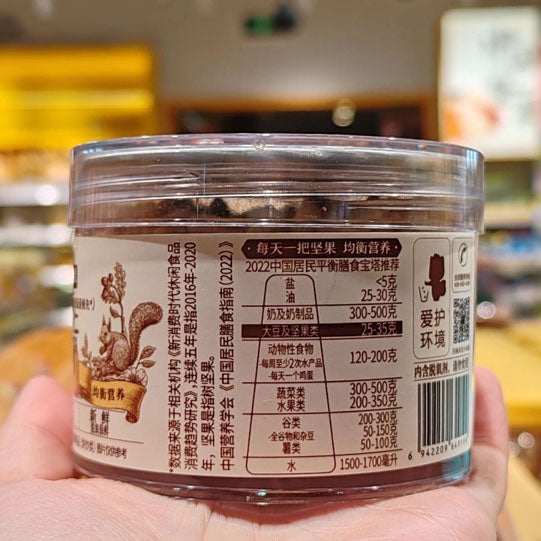 均衡营养
新鲜
*数据来源于相关机构《新消费时代休闲食品
消费趋势研究》连续五年是指2016年-2020
年，坚果是指树坚果。
中国营养学会《中国居民膳食指南(2022)》
·每天一把坚果 均衡营养·
2022中国居民平衡膳食宝塔推荐
盐 <5克
油 25-30克
奶及奶制品 300-500克
大豆及坚果类 25-35克
动物性食物 120-200克
-每周至少2次水产品
-每天一个鸡蛋
蔬菜类 300-500克
水果类 200-350克
谷类 200-300克
-全谷物和杂豆 50-150克
薯类 50-100克
水 1500-1700毫升
爱护
环境
内含脱氧剂，请勿食用
6 942209